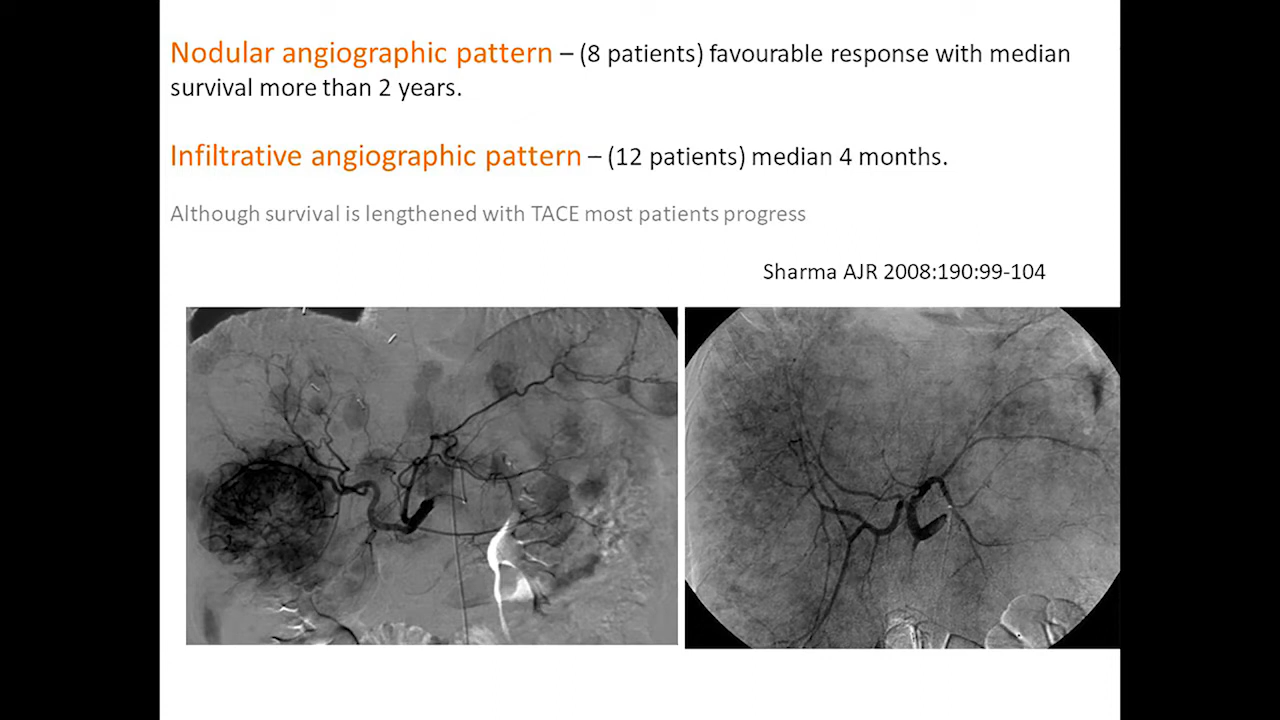 Nodular angiographic pattern – (8 patients) favourable response with median
survival more than 2 years.
Infiltrative angiographic pattern – (12 patients) median 4 months.
Although survival is lengthened with TACE most patients progress
Sharma AJR 2008:190:99-104